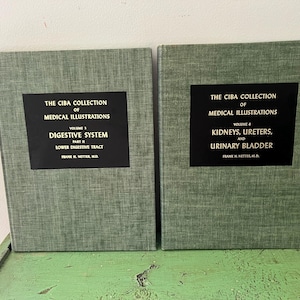 THE CIBA COLLECTION
OF
MEDICAL ILLUSTRATIONS
VOLUME 3
DIGESTIVE SYSTEM
PART II
LOWER DIGESTIVE TRACT
FRANK H. NETTER, M.D.
THE CIBA COLLECTION
OF
MEDICAL ILLUSTRATIONS
VOLUME 6
KIDNEYS, URETERS,
AND
URINARY BLADDER
FRANK H. NETTER, M.D.